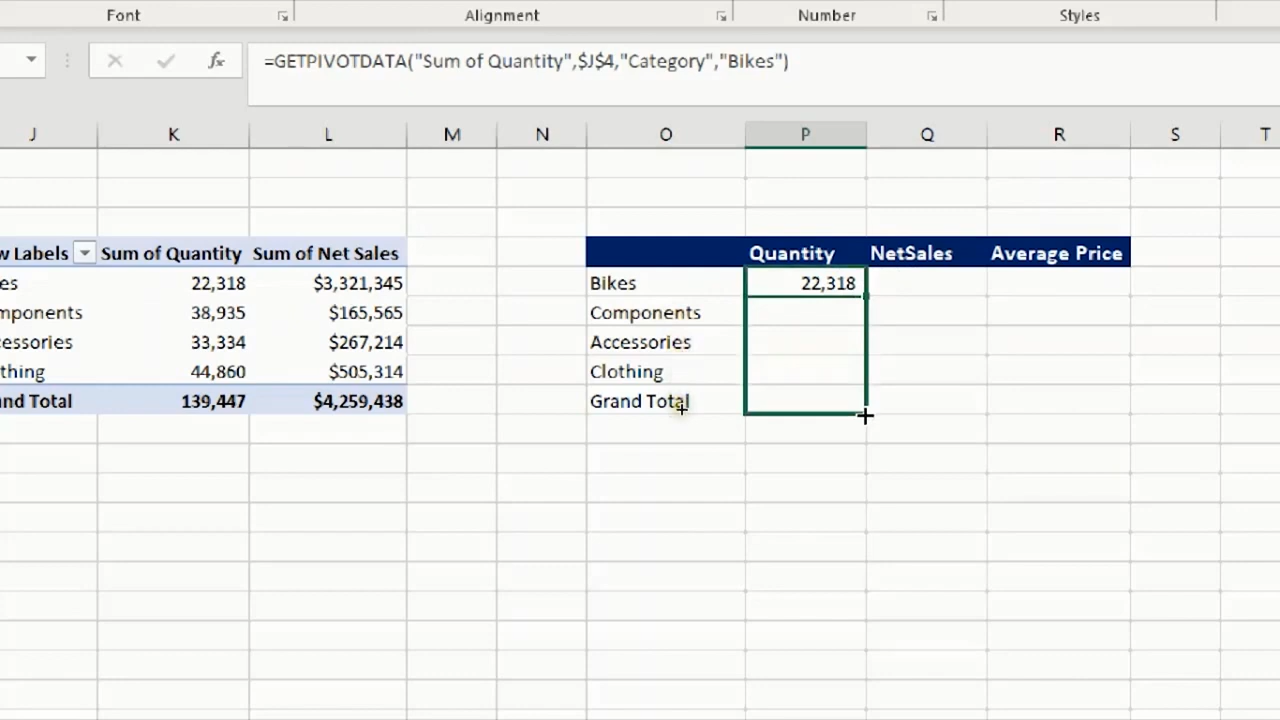 Font Alignment Number Styles
fx =GETPIVOTDATA("Sum of Quantity",$J$4,"Category","Bikes")
J K L M N O P Q R S T
w Labels Sum of Quantity Sum of Net Sales Quantity NetSales Average Price
es 22,318 $3,321,345 Bikes 22,318
mponents 38,935 $165,565 Components
essories 33,334 $267,214 Accessories
thing 44,860 $505,314 Clothing
nd Total 139,447 $4,259,438 Grand Total